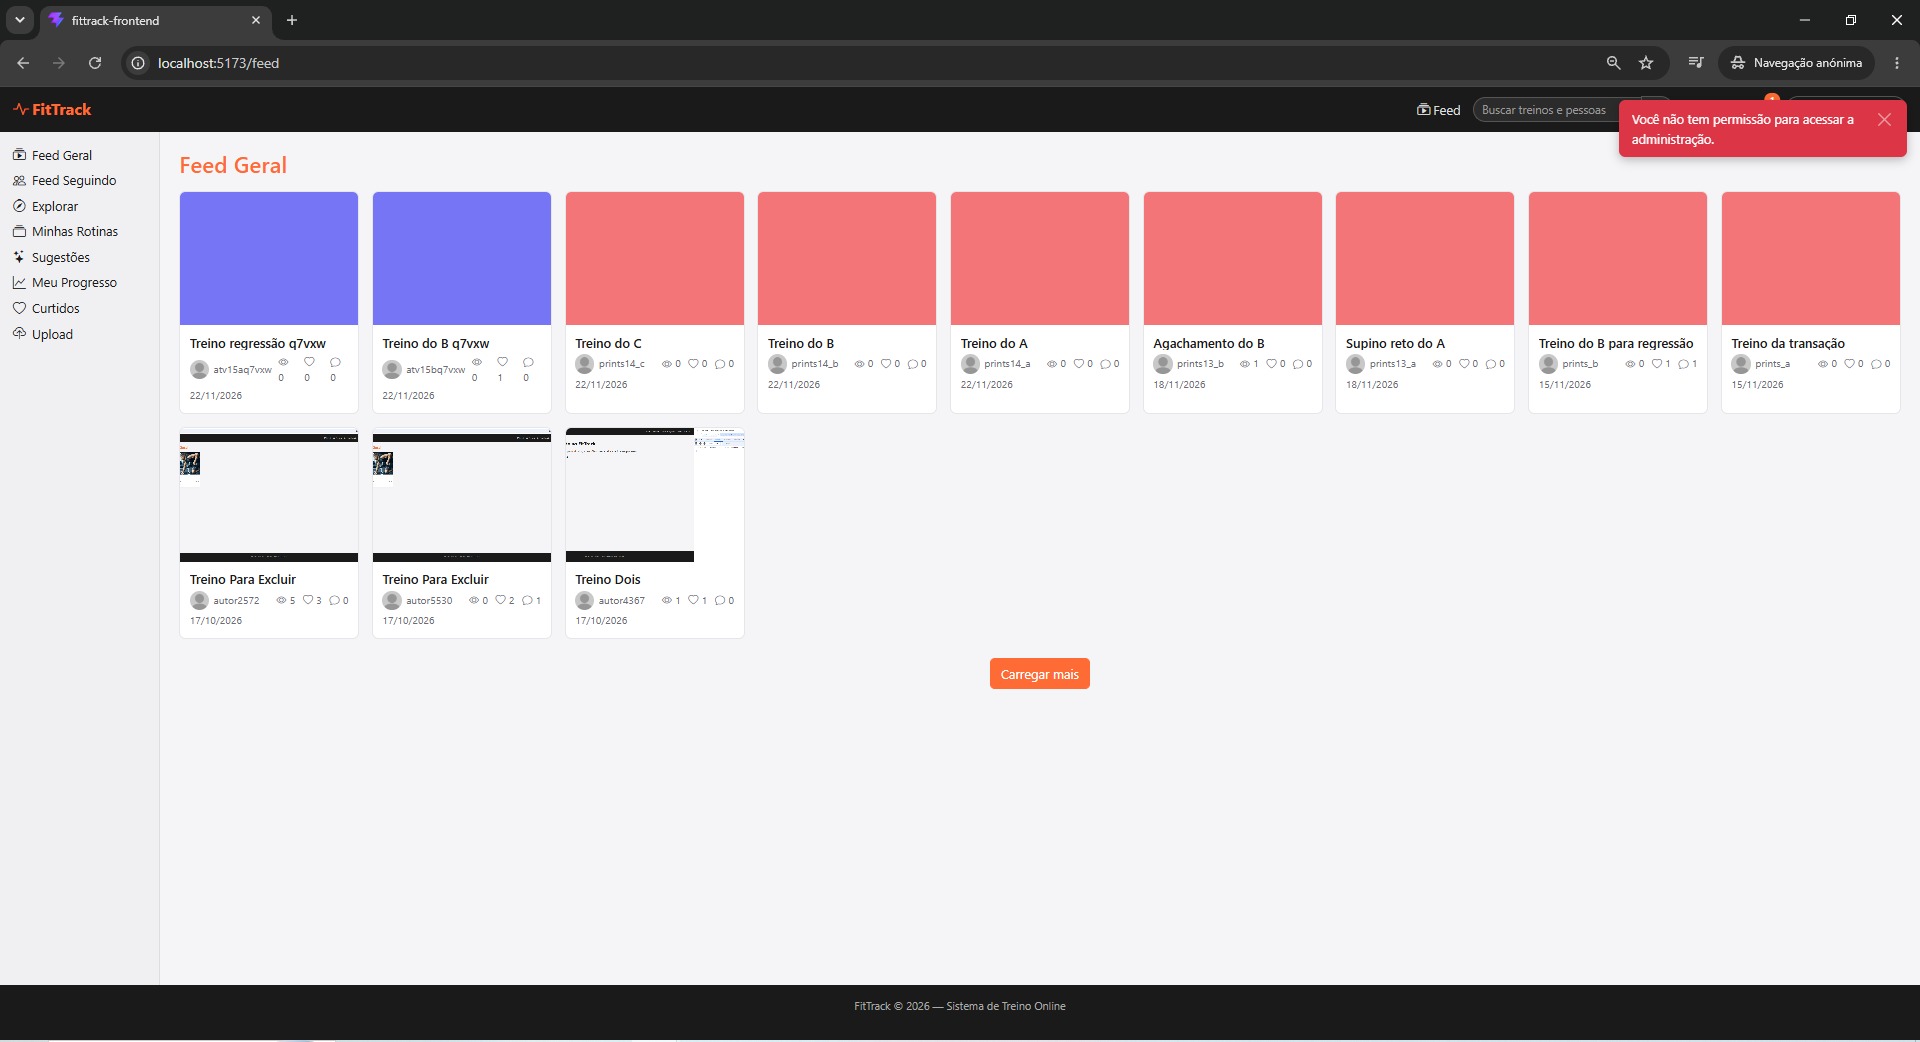 fittrack-frontend
localhost:5173/feed
Navegação anónima
FitTrack
Feed
Buscar treinos e pessoas
Você não tem permissão para acessar a
administração.
Feed Geral
Feed Seguindo
Explorar
Minhas Rotinas
Sugestões
Meu Progresso
Curtidos
Upload
Feed Geral
Treino regressão q7vxw
atv15aq7vxw 0 0 0
22/11/2026
Treino do B q7vxw
atv15bq7vxw 0 1 0
22/11/2026
Treino do C
prints14_c 0 0 0
22/11/2026
Treino do B
prints14_b 0 0 0
22/11/2026
Treino do A
prints14_a 0 0 0
22/11/2026
Agachamento do B
prints13_b 1 0 0
18/11/2026
Supino reto do A
prints13_a 0 0 0
18/11/2026
Treino do B para regressão
prints_b 0 1 1
15/11/2026
Treino da transação
prints_a 0 0 0
15/11/2026
Treino Para Excluir
autor2572 5 3 0
17/10/2026
Treino Para Excluir
autor5530 0 2 1
17/10/2026
Treino Dois
autor4367 1 1 0
17/10/2026
Carregar mais
FitTrack © 2026 — Sistema de Treino Online